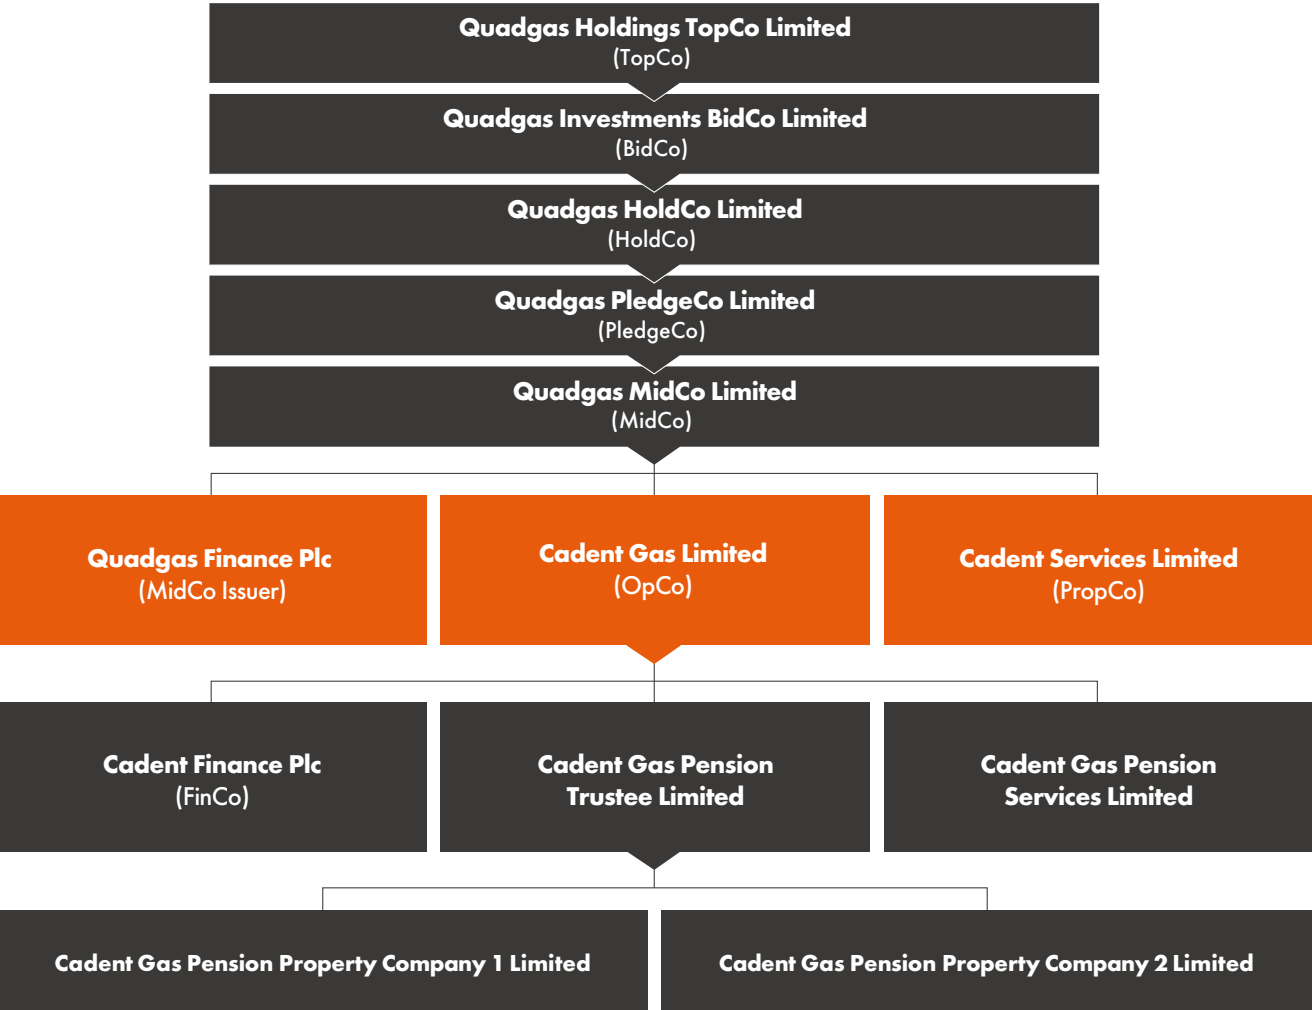 Quadgas Holdings TopCo Limited
(TopCo)
Quadgas Investments BidCo Limited
(BidCo)
Quadgas HoldCo Limited
(HoldCo)
Quadgas PledgeCo Limited
(PledgeCo)
Quadgas MidCo Limited
(MidCo)
Quadgas Finance Plc
(MidCo Issuer)
Cadent Gas Limited
(OpCo)
Cadent Services Limited
(PropCo)
Cadent Finance Plc
(FinCo)
Cadent Gas Pension
Trustee Limited
Cadent Gas Pension
Services Limited
Cadent Gas Pension Property Company 1 Limited
Cadent Gas Pension Property Company 2 Limited